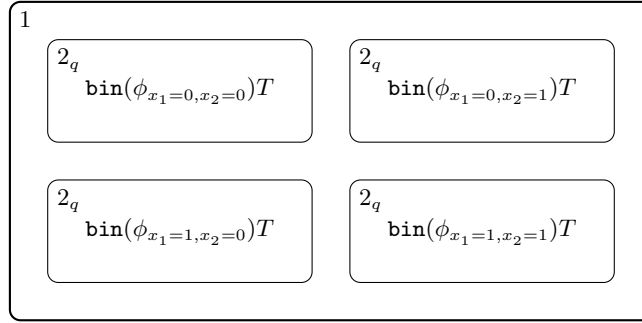 1
2_q 2_q
bin(ϕ_{x_1=0,x_2=0})T bin(ϕ_{x_1=0,x_2=1})T
2_q 2_q
bin(ϕ_{x_1=1,x_2=0})T bin(ϕ_{x_1=1,x_2=1})T